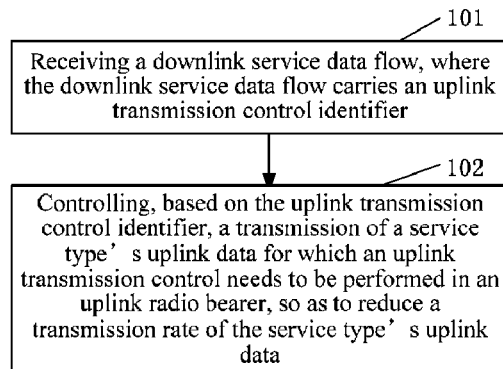 101
Receiving a downlink service data flow, where
the downlink service data flow carries an uplink
transmission control identifier
102
Controlling, based on the uplink transmission
control identifier, a transmission of a service
type's uplink data for which an uplink
transmission control needs to be performed in an
uplink radio bearer, so as to reduce a
transmission rate of the service type's uplink
data